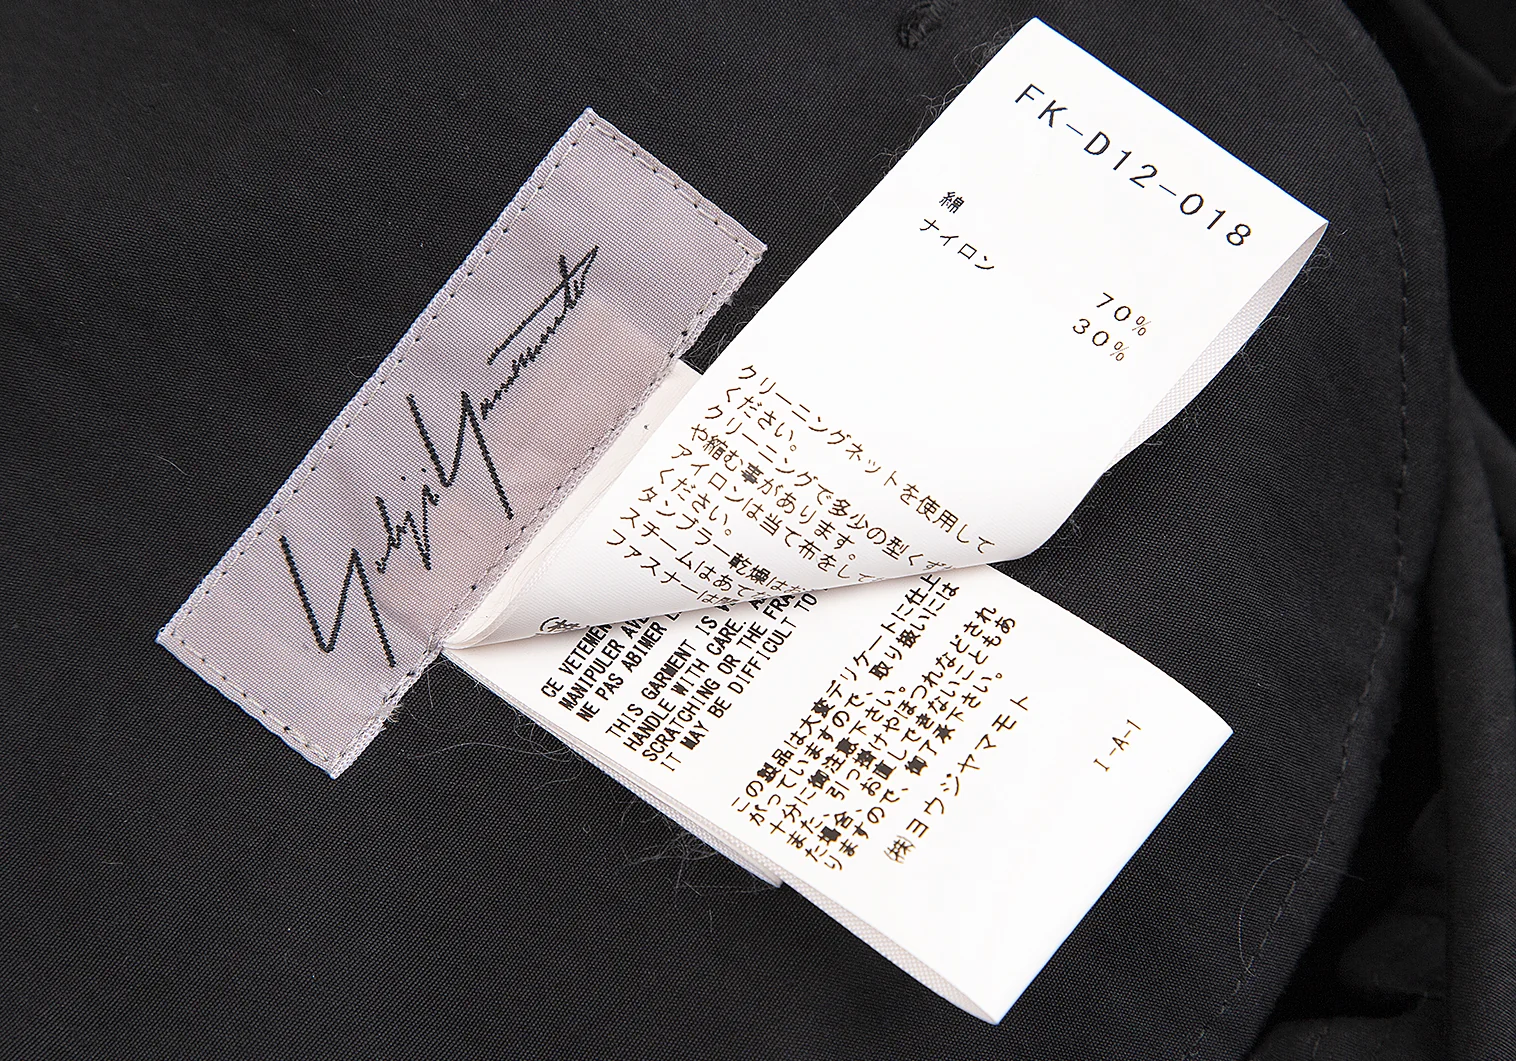 Yohji Yamamoto
FK-D12-018
綿 70%
ナイロン 30%
クリーニングネットを使用して
ください。
クリーニングで多少の型くず
や縮む事があります。
アイロンは当て布をして
ください。
タンブラー乾燥は
スチームはあて
ファスナーは
CE VETEMEN
MANIPULER AVE
NE PAS ABIMER
THIS GARMENT IS
HANDLE WITH CARE.
SCRATCHING OR THE FRA
IT MAY BE DIFFICULT TO
この製品は大変デリケートに仕上
がっていますので、取り扱いには
十分に御注意下さい。
また、引っ掛けやほつれなどされ
た場合、お直しできないこともあ
りますので、御了承下さい。
㈱ヨウジヤマモト
I-A-1